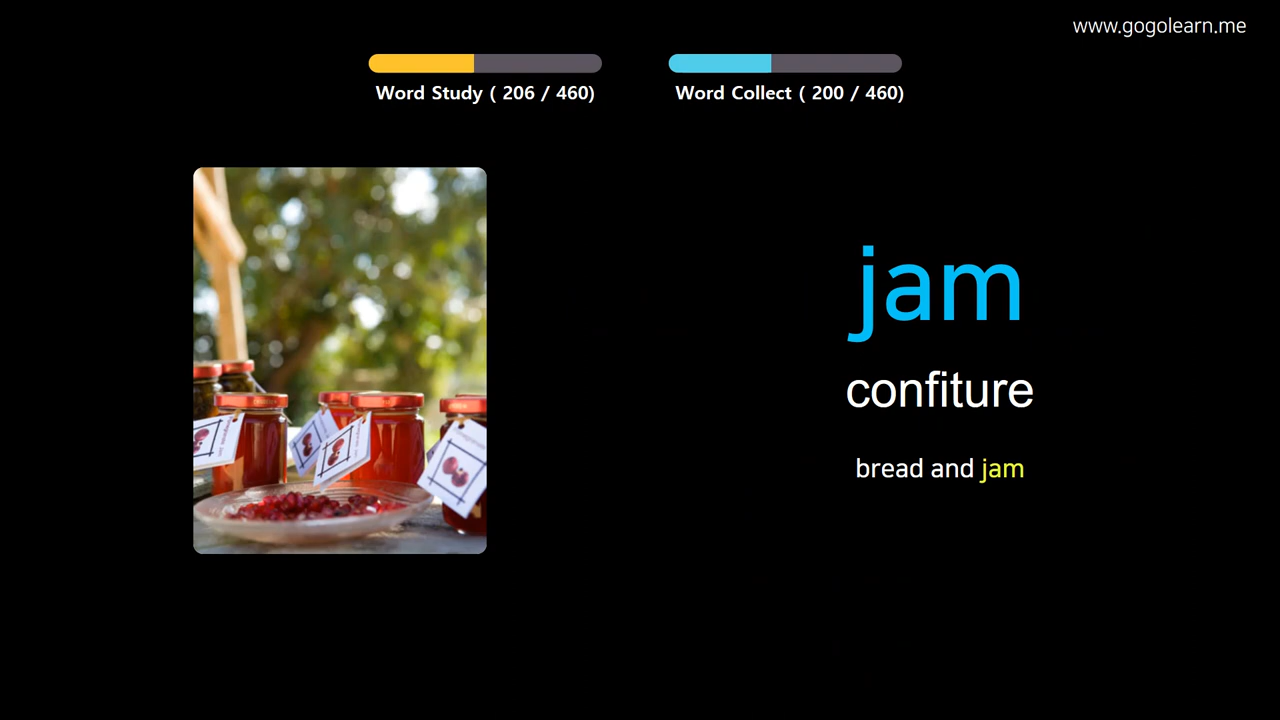 www.gogolearn.me
Word Study ( 206 / 460)
Word Collect ( 200 / 460)
jam
confiture
bread and jam